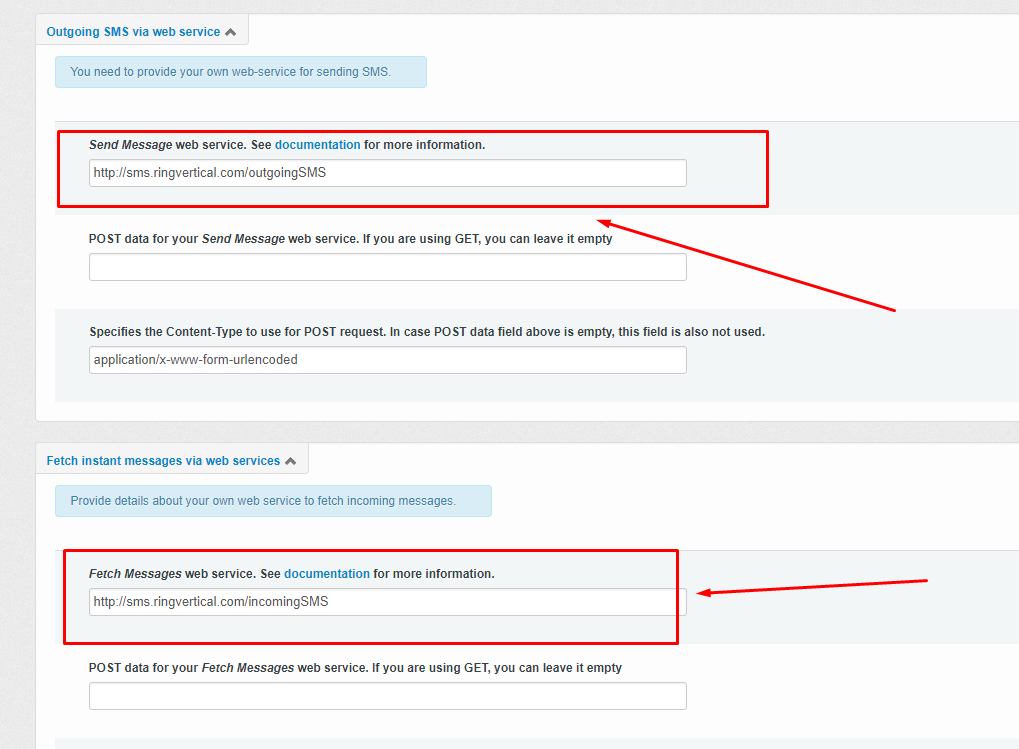 Outgoing SMS via web service
You need to provide your own web-service for sending SMS.
Send Message web service. See documentation for more information.
http://sms.ringvertical.com/outgoingSMS
POST data for your Send Message web service. If you are using GET, you can leave it empty
Specifies the Content-Type to use for POST request. In case POST data field above is empty, this field is also not used.
application/x-www-form-urlencoded
Fetch instant messages via web services
Provide details about your own web service to fetch incoming messages.
Fetch Messages web service. See documentation for more information.
http://sms.ringvertical.com/incomingSMS
POST data for your Fetch Messages web service. If you are using GET, you can leave it empty